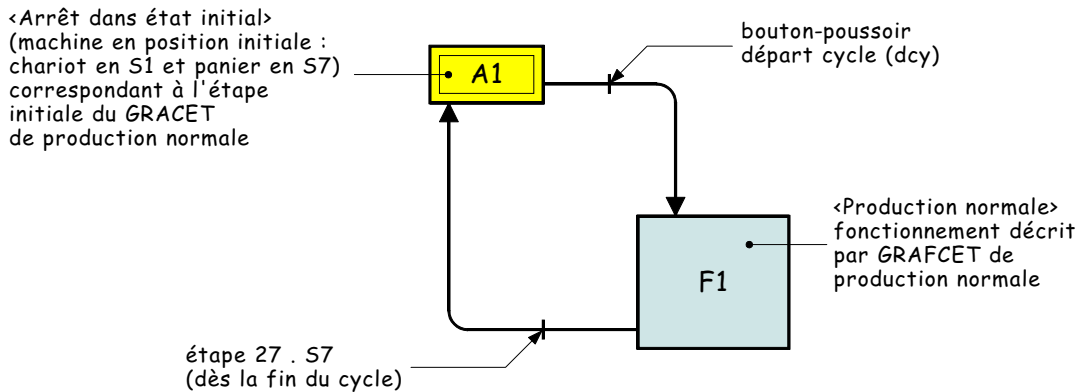 <Arrêt dans état initial>
(machine en position initiale :
chariot en S1 et panier en S7)
correspondant à l'étape
initiale du GRACET
de production normale
A1
bouton-poussoir
départ cycle (dcy)
<Production normale>
fonctionnement décrit
par GRAFCET de
production normale
F1
étape 27 . S7
(dès la fin du cycle)